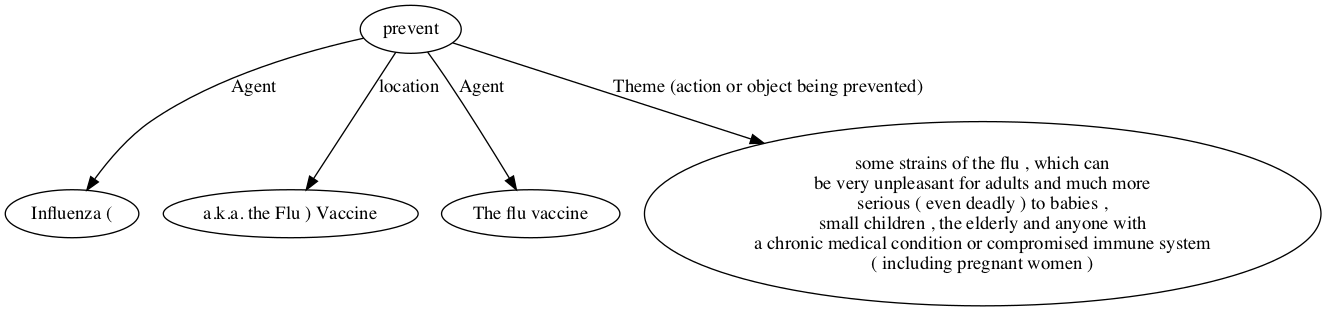 prevent
Agent
location
Agent
Theme (action or object being prevented)
Influenza (
a.k.a. the Flu ) Vaccine
The flu vaccine
some strains of the flu , which can
be very unpleasant for adults and much more
serious ( even deadly ) to babies ,
small children , the elderly and anyone with
a chronic medical condition or compromised immune system
( including pregnant women )